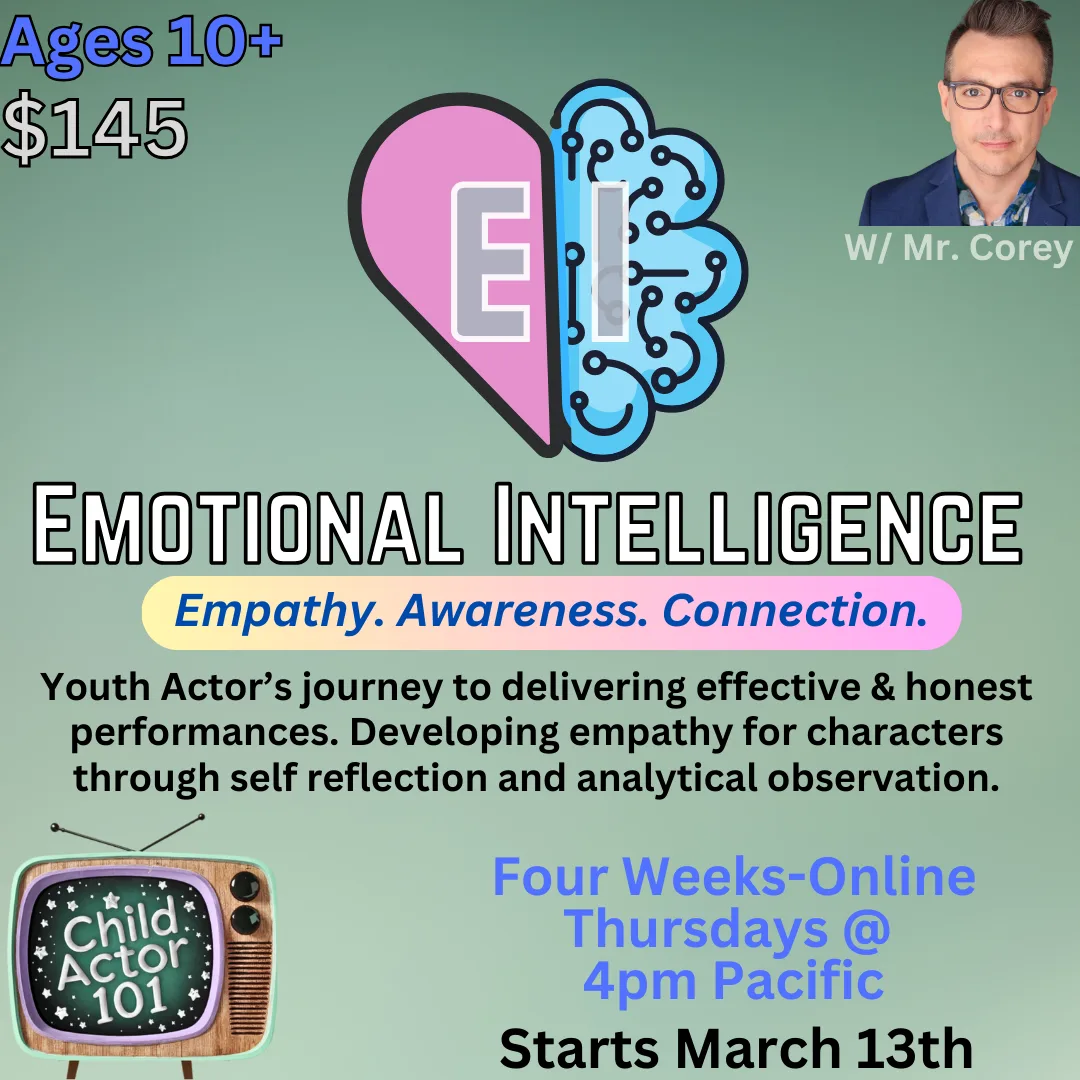 Ages 10+
$145
W/ Mr. Corey
E I
Emotional Intelligence
Empathy. Awareness. Connection.
Youth Actor’s journey to delivering effective & honest
performances. Developing empathy for characters
through self reflection and analytical observation.
Child
Actor
101
Four Weeks-Online
Thursdays @
4pm Pacific
Starts March 13th